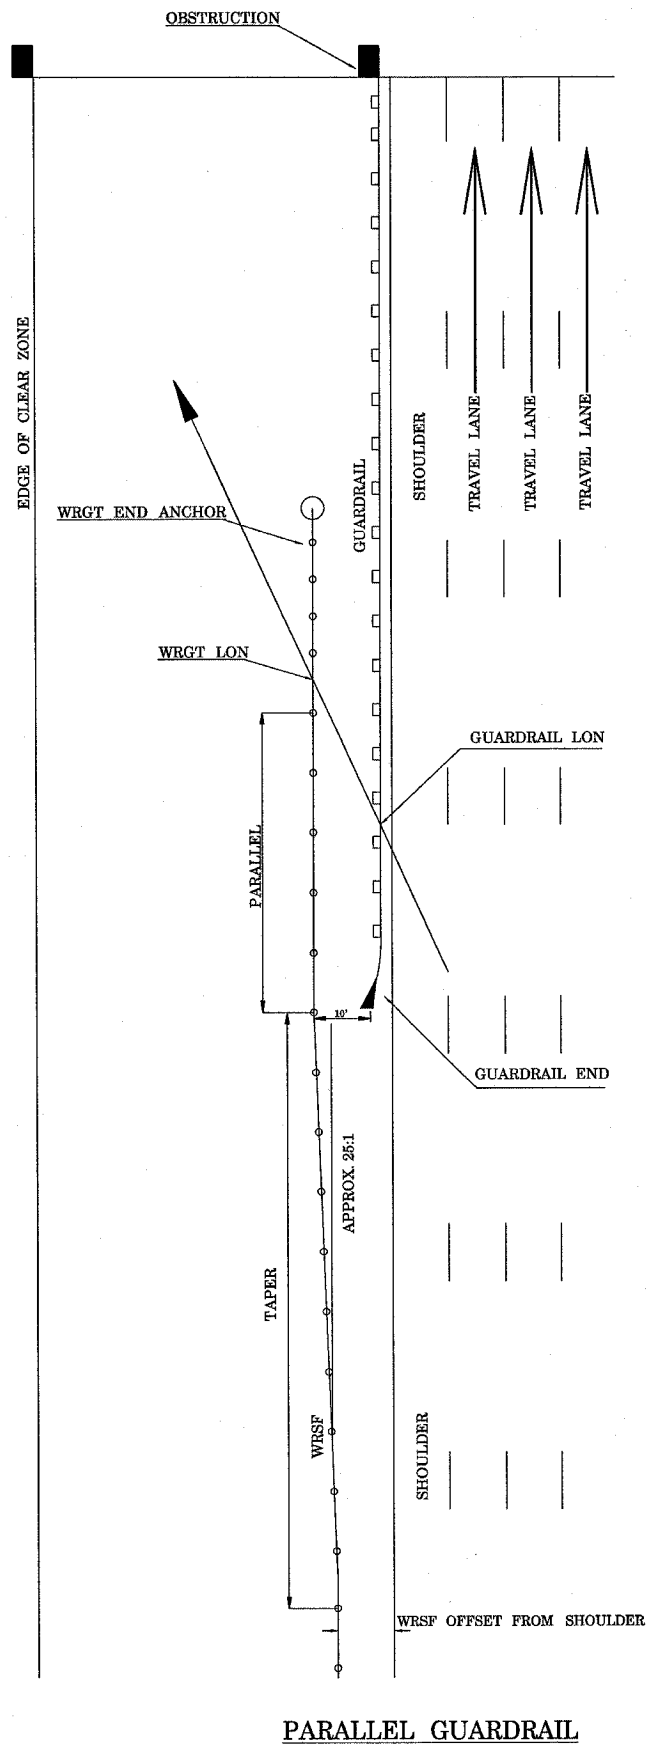 OBSTRUCTION
EDGE OF CLEAR ZONE
SHOULDER
TRAVEL LANE
TRAVEL LANE
TRAVEL LANE
GUARDRAIL
WRGT END ANCHOR
WRGT LON
GUARDRAIL LON
PARALLEL
10'
GUARDRAIL END
APPROX. 25:1
TAPER
WRSF
SHOULDER
WRSF OFFSET FROM SHOULDER
PARALLEL GUARDRAIL